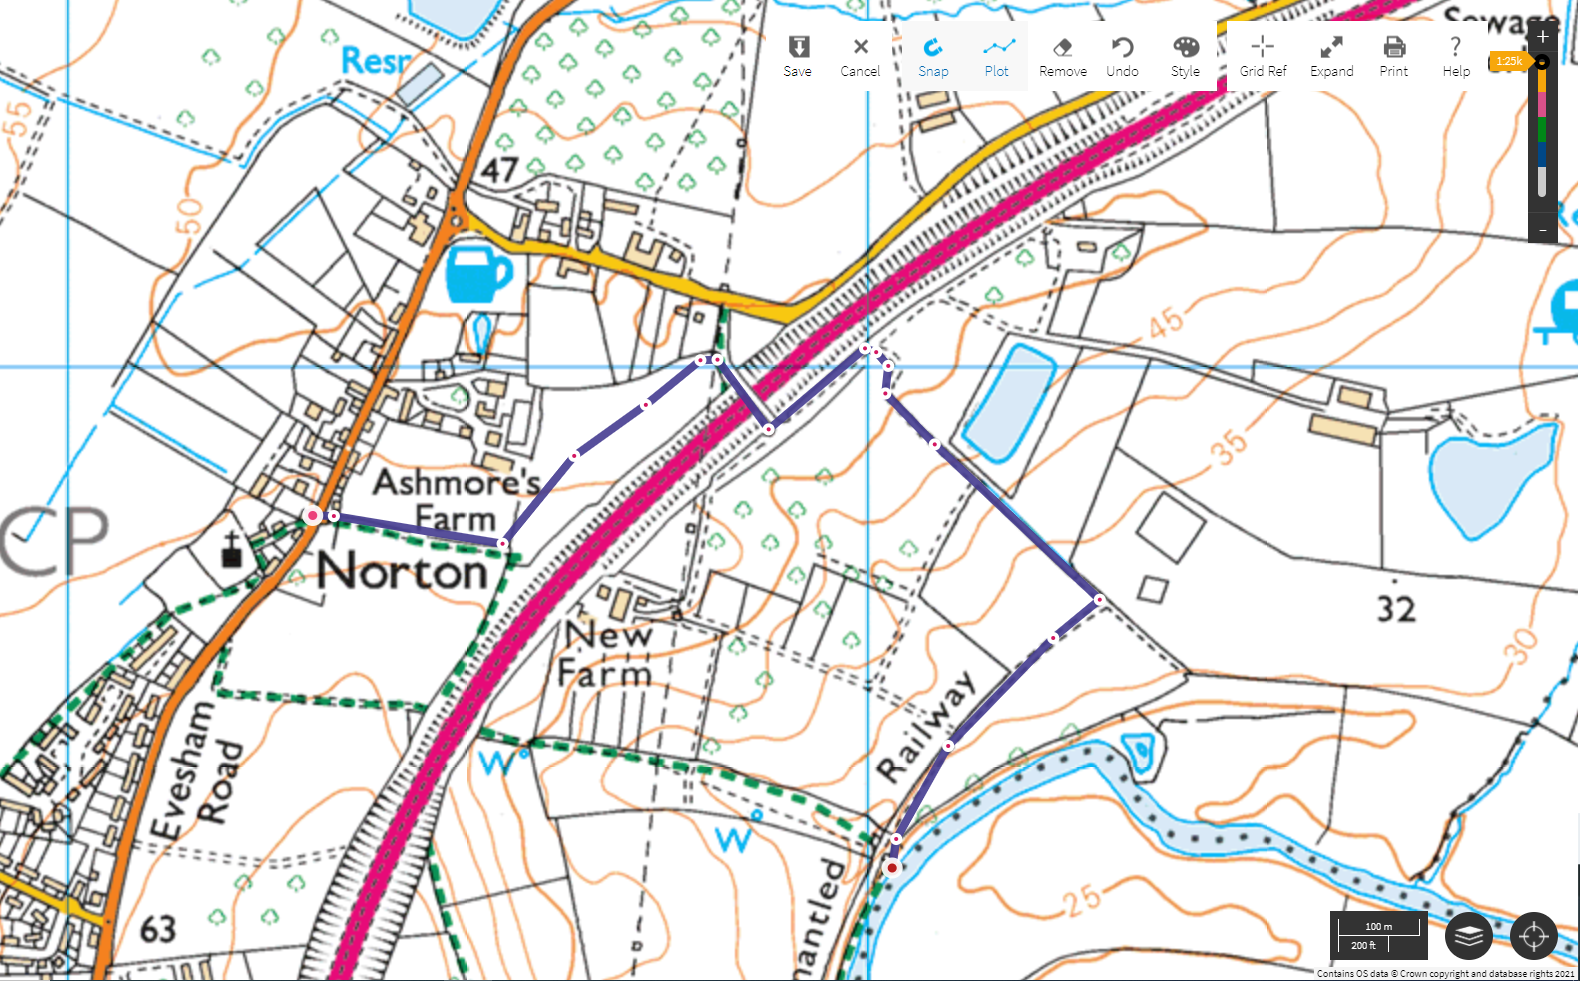 Sewage
Save
Cancel
Snap
Plot
Remove
Undo
Style
Grid Ref
Expand
Print
Help
+
1:25k
−
Resr
55
47
50
45
35
CP
Ashmore's
Farm
Norton
New
Farm
32
30
Railway
W
W
Evesham
Road
63
25
mantled
100 m
200 ft
Contains OS data © Crown copyright and database rights 2021